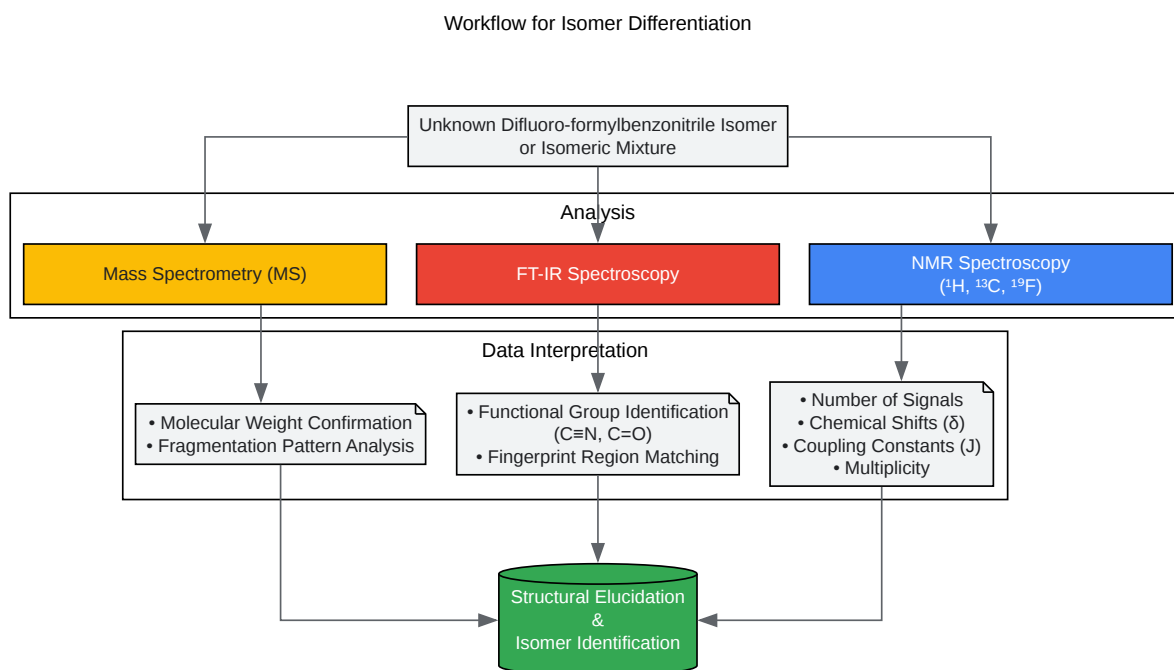 Workflow for Isomer Differentiation
Unknown Difluoro-formylbenzonitrile Isomer
or Isomeric Mixture
Analysis
Mass Spectrometry (MS)
FT-IR Spectroscopy
NMR Spectroscopy
(¹H, ¹³C, ¹⁹F)
Data Interpretation
• Molecular Weight Confirmation
• Fragmentation Pattern Analysis
• Functional Group Identification
(C≡N, C=O)
• Fingerprint Region Matching
• Number of Signals
• Chemical Shifts (δ)
• Coupling Constants (J)
• Multiplicity
Structural Elucidation
&
Isomer Identification